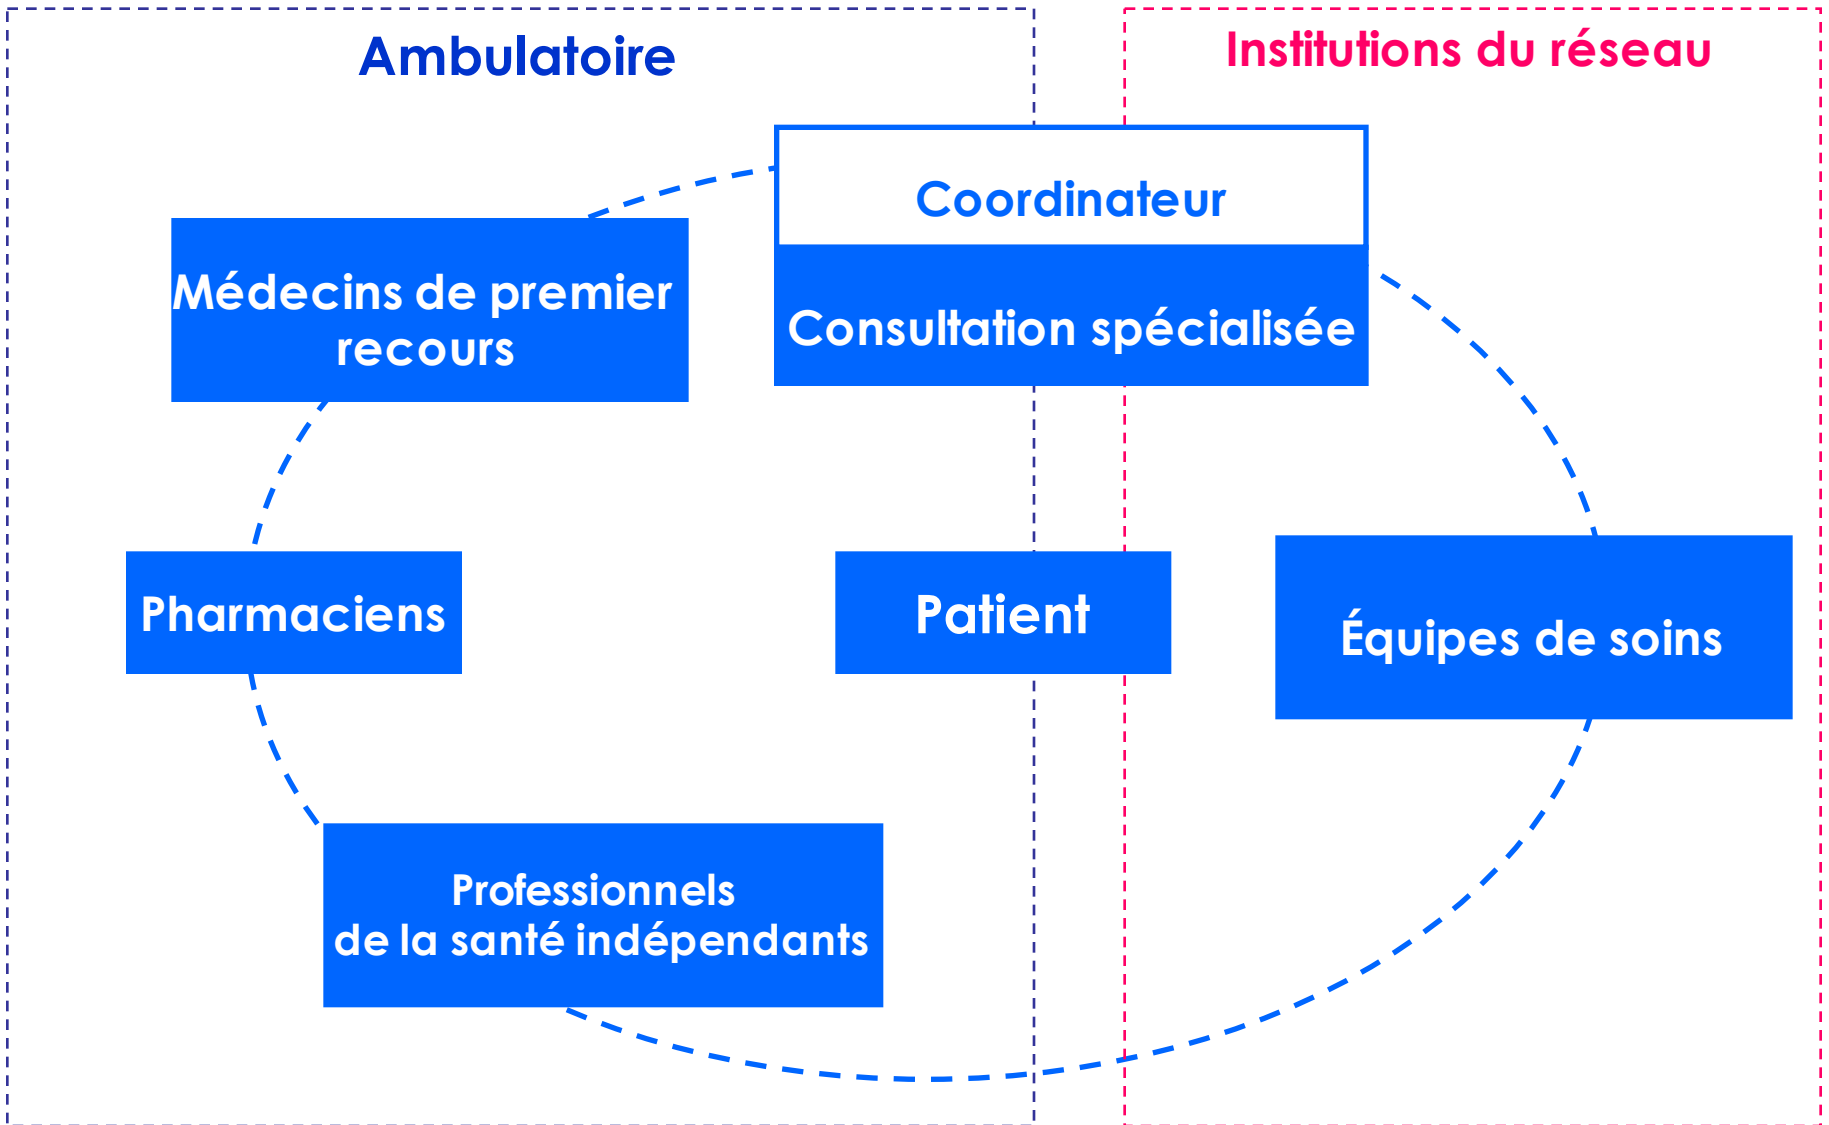 Ambulatoire
Institutions du réseau
Coordinateur
Consultation spécialisée
Médecins de premier
recours
Pharmaciens
Patient
Équipes de soins
Professionnels
de la santé indépendants